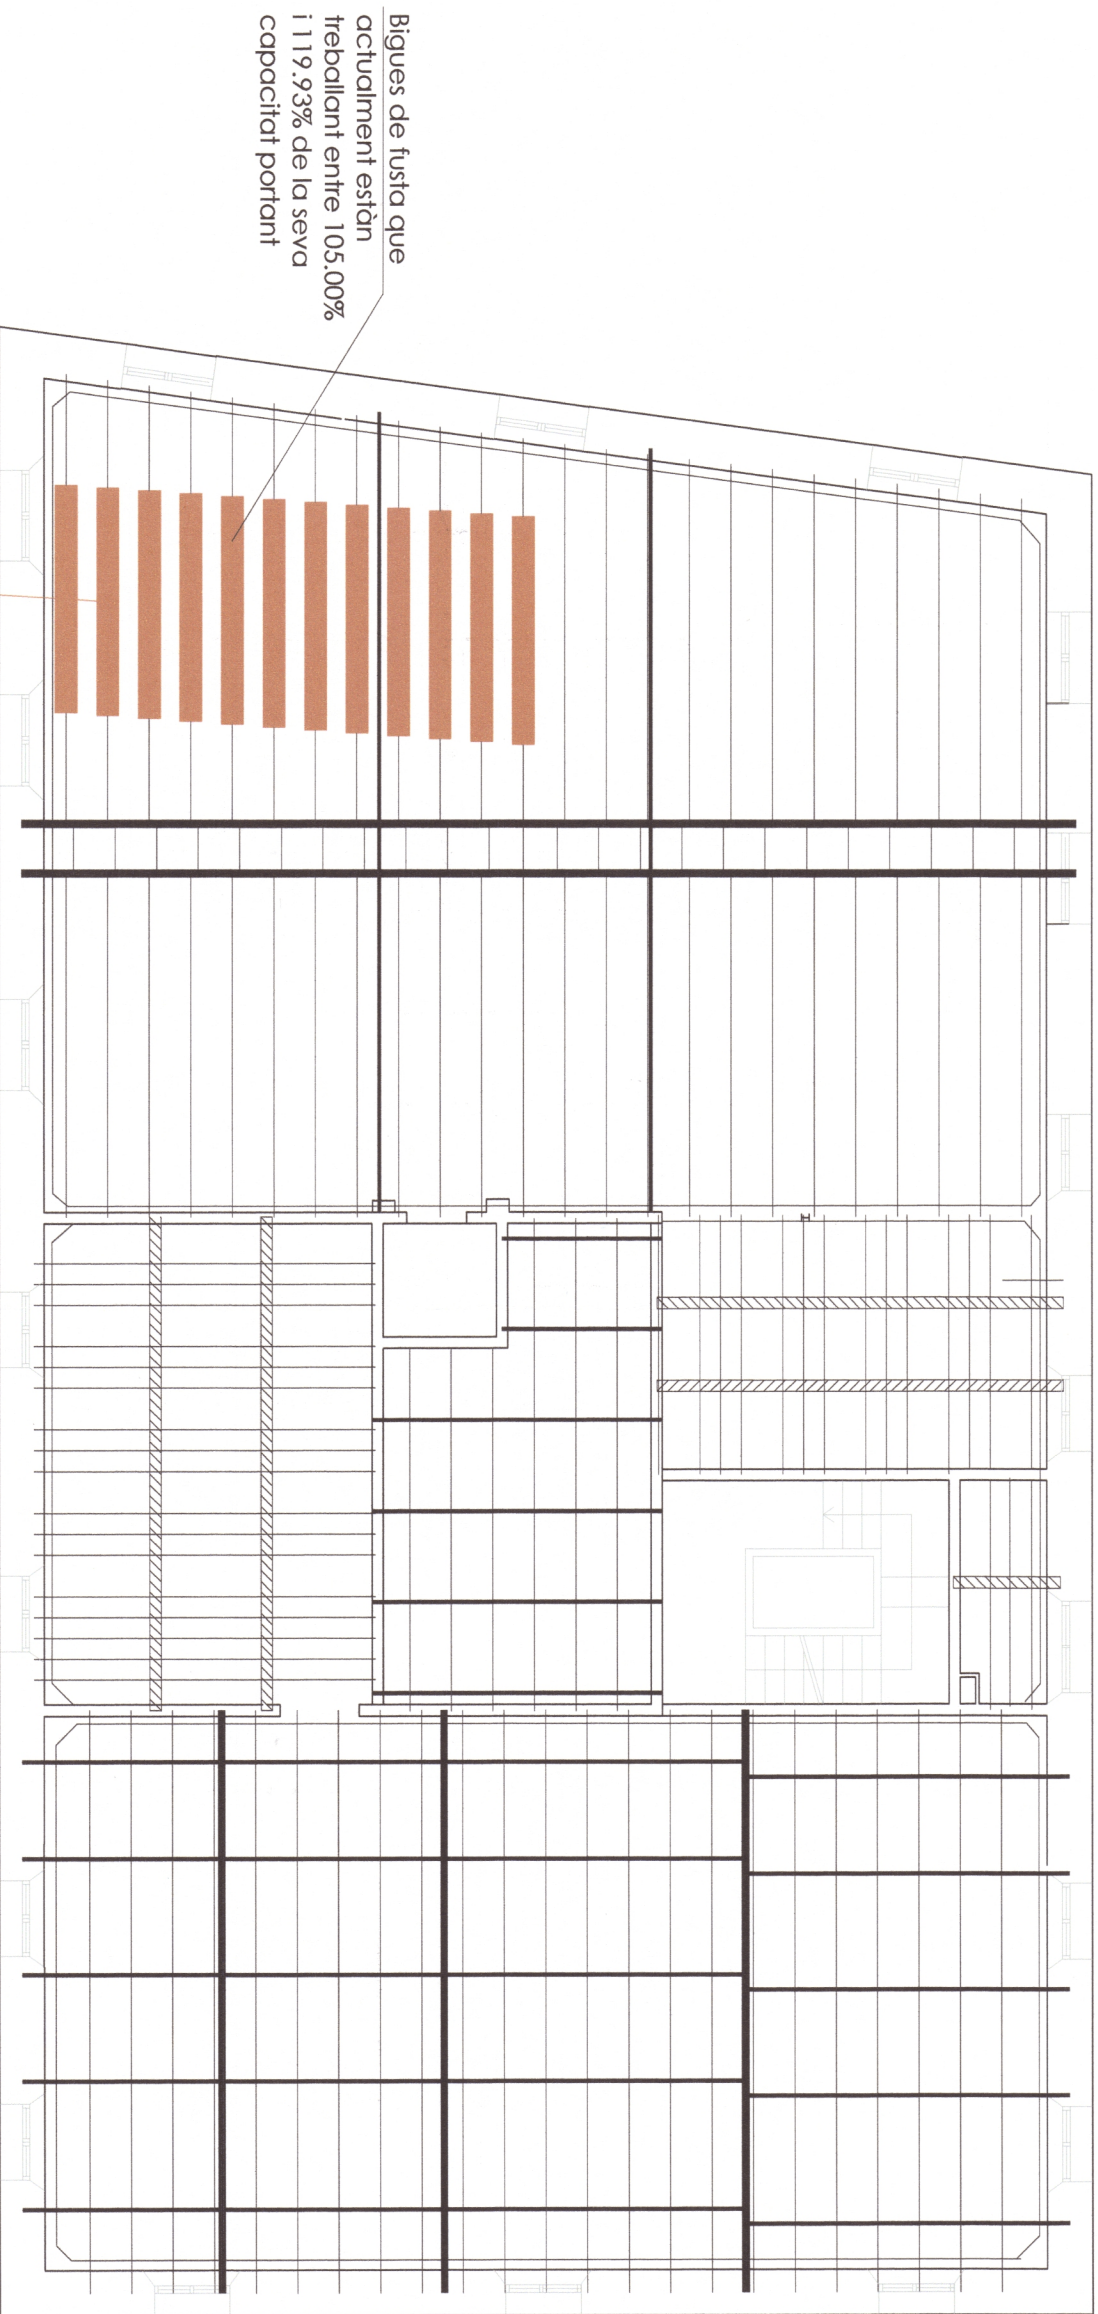 Bigues de fusta que
actualment estàn
treballant entre 105.00%
i 119.93% de la seva
capacitat portant